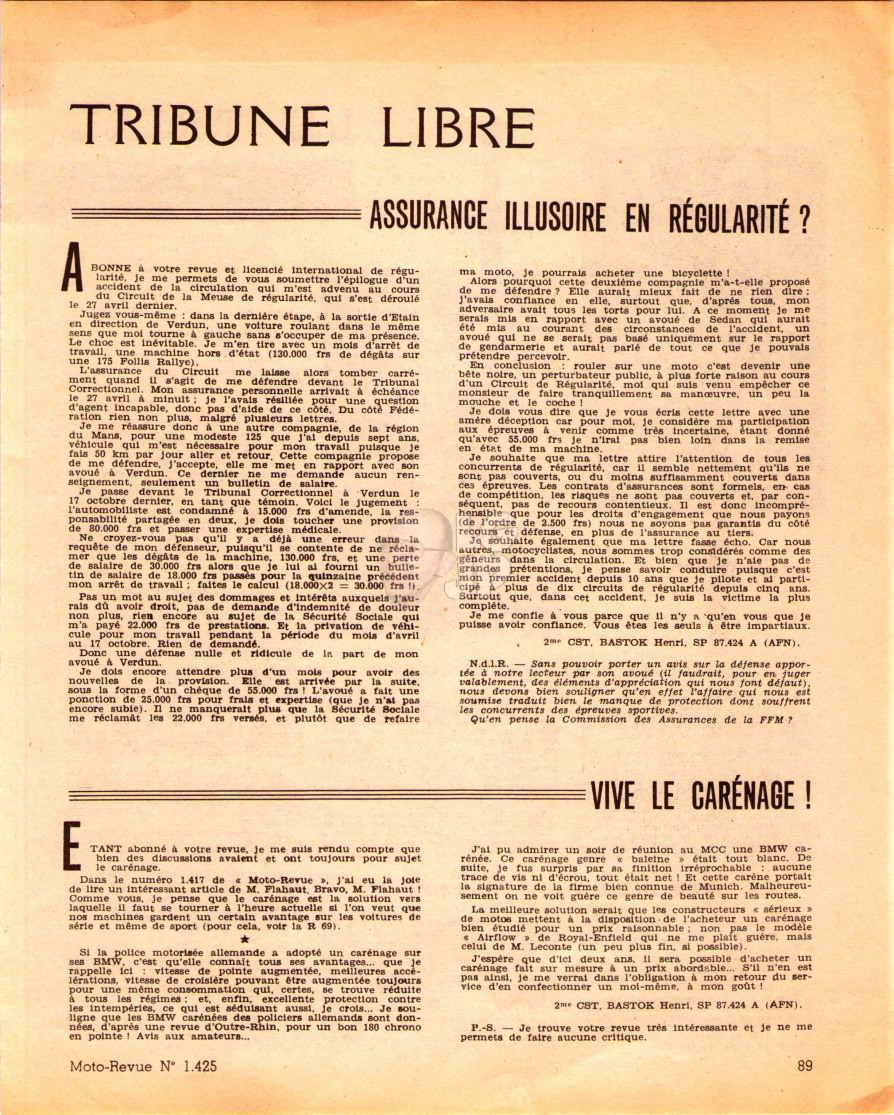 TRIBUNE LIBRE
ASSURANCE ILLUSOIRE EN RÉGULARITÉ ?
ABONNE à votre revue et licencié international de régu-
larité, je me permets de vous soumettre l'épilogue d'un
accident de la circulation qui m'est advenu au cours
du Circuit de la Meuse de régularité, qui s'est déroulé
le 27 avril dernier.
Jugez vous-même : dans la dernière étape, à la sortie d'Etain
en direction de Verdun, une voiture roulant dans le même
sens que moi tourne à gauche sans s'occuper de ma présence.
Le choc est inévitable. Je m'en tire avec un mois d'arrêt de
travail, une machine hors d'état (130.000 frs de dégâts sur
une 175 Follis Rallye).
L'assurance du Circuit me laisse alors tomber carré-
ment quand il s'agit de me défendre devant le Tribunal
Correctionnel. Mon assurance personnelle arrivait à échéance
le 27 avril à minuit ; je l'avais résiliée pour une question
d'agent incapable, donc pas d'aide de ce côté. Du côté Fédé-
ration rien non plus, malgré plusieurs lettres.
Je me réassure donc à une autre compagnie, de la région
du Mans, pour une modeste 125 que j'ai depuis sept ans,
véhicule qui m'est nécessaire pour mon travail puisque je
fais 50 km par jour aller et retour. Cette compagnie propose
de me défendre, j'accepte, elle me met en rapport avec son
avoué à Verdun. Ce dernier ne me demande aucun ren-
seignement, seulement un bulletin de salaire.
Je passe devant le Tribunal Correctionnel à Verdun le
17 octobre dernier, en tant que témoin. Voici le jugement :
l'automobiliste est condamné à 15.000 frs d'amende, la res-
ponsabilité partagée en deux, je dois toucher une provision
de 80.000 frs et passer une expertise médicale.
Ne croyez-vous pas qu'il y a déjà une erreur dans la
requête de mon défenseur, puisqu'il se contente de ne récla-
mer que les dégâts de la machine, 130.000 frs, et une perte
de salaire de 30.000 frs alors que je lui ai fourni un bulle-
tin de salaire de 18.000 frs passés pour la quinzaine précédent
mon arrêt de travail ; faites le calcul (18.000×2 = 30.000 frs !).
Pas un mot au sujet des dommages et intérêts auxquels j'au-
rais dû avoir droit, pas de demande d'indemnité de douleur
non plus, rien encore au sujet de la Sécurité Sociale qui
m'a payé 22.000 frs de prestations. Et la privation de véhi-
cule pour mon travail pendant la période du mois d'avril
au 17 octobre. Rien de demandé.
Donc une défense nulle et ridicule de la part de mon
avoué à Verdun.
Je dois encore attendre plus d'un mois pour avoir des
nouvelles de la provision. Elle est arrivée par la suite,
sous la forme d'un chèque de 55.000 frs ! L'avoué a fait une
ponction de 25.000 frs pour frais et expertise (que je n'ai pas
encore subie). Il ne manquerait plus que la Sécurité Sociale
me réclamât les 22.000 frs versés, et plutôt que de refaire
ma moto, je pourrais acheter une bicyclette !
Alors pourquoi cette deuxième compagnie m'a-t-elle proposé
de me défendre ? Elle aurait mieux fait de ne rien dire ;
j'avais confiance en elle, surtout que, d'après tous, mon
adversaire avait tous les torts pour lui. A ce moment je me
serais mis en rapport avec un avoué de Sedan qui aurait
été mis au courant des circonstances de l'accident, un
avoué qui ne se serait pas basé uniquement sur le rapport
de gendarmerie et aurait parlé de tout ce que je pouvais
prétendre percevoir.
En conclusion : rouler sur une moto c'est devenir une
bête noire, un perturbateur public, à plus forte raison au cours
d'un Circuit de Régularité, moi qui suis venu empêcher ce
monsieur de faire tranquillement sa manœuvre, un peu la
mouche et le coche !
Je dois vous dire que je vous écris cette lettre avec une
amère déception car pour moi, je considère ma participation
aux épreuves à venir comme très incertaine, étant donné
qu'avec 55.000 frs je n'irai pas bien loin dans la remise
en état de ma machine.
Je souhaite que ma lettre attire l'attention de tous les
concurrents de régularité, car il semble nettement qu'ils ne
sont pas couverts, ou du moins suffisamment couverts dans
ces épreuves. Les contrats d'assurances sont formels, en cas
de compétition, les risques ne sont pas couverts et, par con-
séquent, pas de recours contentieux. Il est donc incompré-
hensible que pour les droits d'engagement que nous payons
(de l'ordre de 2.500 frs) nous ne soyons pas garantis du côté
recours et défense, en plus de l'assurance au tiers.
Je souhaite également que ma lettre fasse écho. Car nous
autres, motocyclistes, nous sommes trop considérés comme des
gêneurs dans la circulation. Et bien que je n'aie pas de
grandes prétentions, je pense savoir conduire puisque c'est
mon premier accident depuis 10 ans que je pilote et ai parti-
cipé à plus de dix circuits de régularité depuis cinq ans.
Surtout que, dans cet accident, je suis la victime la plus
complète.
Je me confie à vous parce que il n'y a qu'en vous que je
puisse avoir confiance. Vous êtes les seuls à être impartiaux.
2me CST, BASTOK Henri, SP 87.424 A (AFN).
N.d.l.R. — Sans pouvoir porter un avis sur la défense appor-
tée à notre lecteur par son avoué (il faudrait, pour en juger
valablement, des éléments d'appréciation qui nous font défaut),
nous devons bien souligner qu'en effet l'affaire qui nous est
soumise traduit bien le manque de protection dont souffrent
les concurrents des épreuves sportives.
Qu'en pense la Commission des Assurances de la FFM ?
VIVE LE CARÉNAGE !
ETANT abonné à votre revue, je me suis rendu compte que
bien des discussions avaient et ont toujours pour sujet
le carénage.
Dans le numéro 1.417 de « Moto-Revue », j'ai eu la joie
de lire un intéressant article de M. Flahaut, Bravo, M. Flahaut !
Comme vous, je pense que le carénage est la solution vers
laquelle il faut se tourner à l'heure actuelle si l'on veut que
nos machines gardent un certain avantage sur les voitures de
série et même de sport (pour cela, voir la R 69).
★
Si la police motorisée allemande a adopté un carénage sur
ses BMW, c'est qu'elle connaît tous ses avantages... que je
rappelle ici : vitesse de pointe augmentée, meilleures accé-
lérations, vitesse de croisière pouvant être augmentée toujours
pour une même consommation qui, certes, se trouve réduite
à tous les régimes ; et, enfin, excellente protection contre
les intempéries, ce qui est séduisant aussi, je crois... Je sou-
ligne que les BMW carénées des policiers allemands sont don-
nées, d'après une revue d'Outre-Rhin, pour un bon 180 chrono
en pointe ! Avis aux amateurs...
J'ai pu admirer un soir de réunion au MCC une BMW ca-
rénée. Ce carénage genre « baleine » était tout blanc. De
suite, je fus surpris par sa finition irréprochable : aucune
trace de vis ni d'écrou, tout était net ! Et cette carène portait
la signature de la firme bien connue de Munich. Malheureu-
sement on ne voit guère ce genre de beauté sur les routes.
La meilleure solution serait que les constructeurs « sérieux »
de motos mettent à la disposition de l'acheteur un carénage
bien étudié pour un prix raisonnable ; non pas le modèle
« Airflow » de Royal-Enfield qui ne me plaît guère, mais
celui de M. Leconte (un peu plus fin, si possible).
J'espère que d'ici deux ans, il sera possible d'acheter un
carénage fait sur mesure à un prix abordable... S'il n'en est
pas ainsi, je me verrai dans l'obligation à mon retour du ser-
vice d'en confectionner un moi-même, à mon goût !
2me CST, BASTOK Henri, SP 87.424 A (AFN).
P.-S. — Je trouve votre revue très intéressante et je ne me
permets de faire aucune critique.
Moto-Revue N° 1.425
89